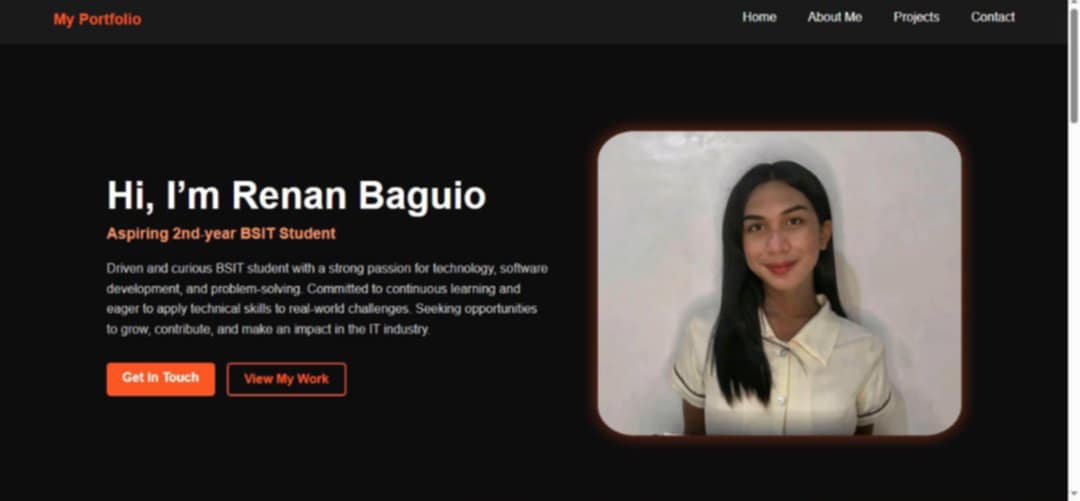 My Portfolio
Home About Me Projects Contact
Hi, I’m Renan Baguio
Aspiring 2nd-year BSIT Student
Driven and curious BSIT student with a strong passion for technology, software
development, and problem-solving. Committed to continuous learning and
eager to apply technical skills to real-world challenges. Seeking opportunities
to grow, contribute, and make an impact in the IT industry.
Get In Touch View My Work